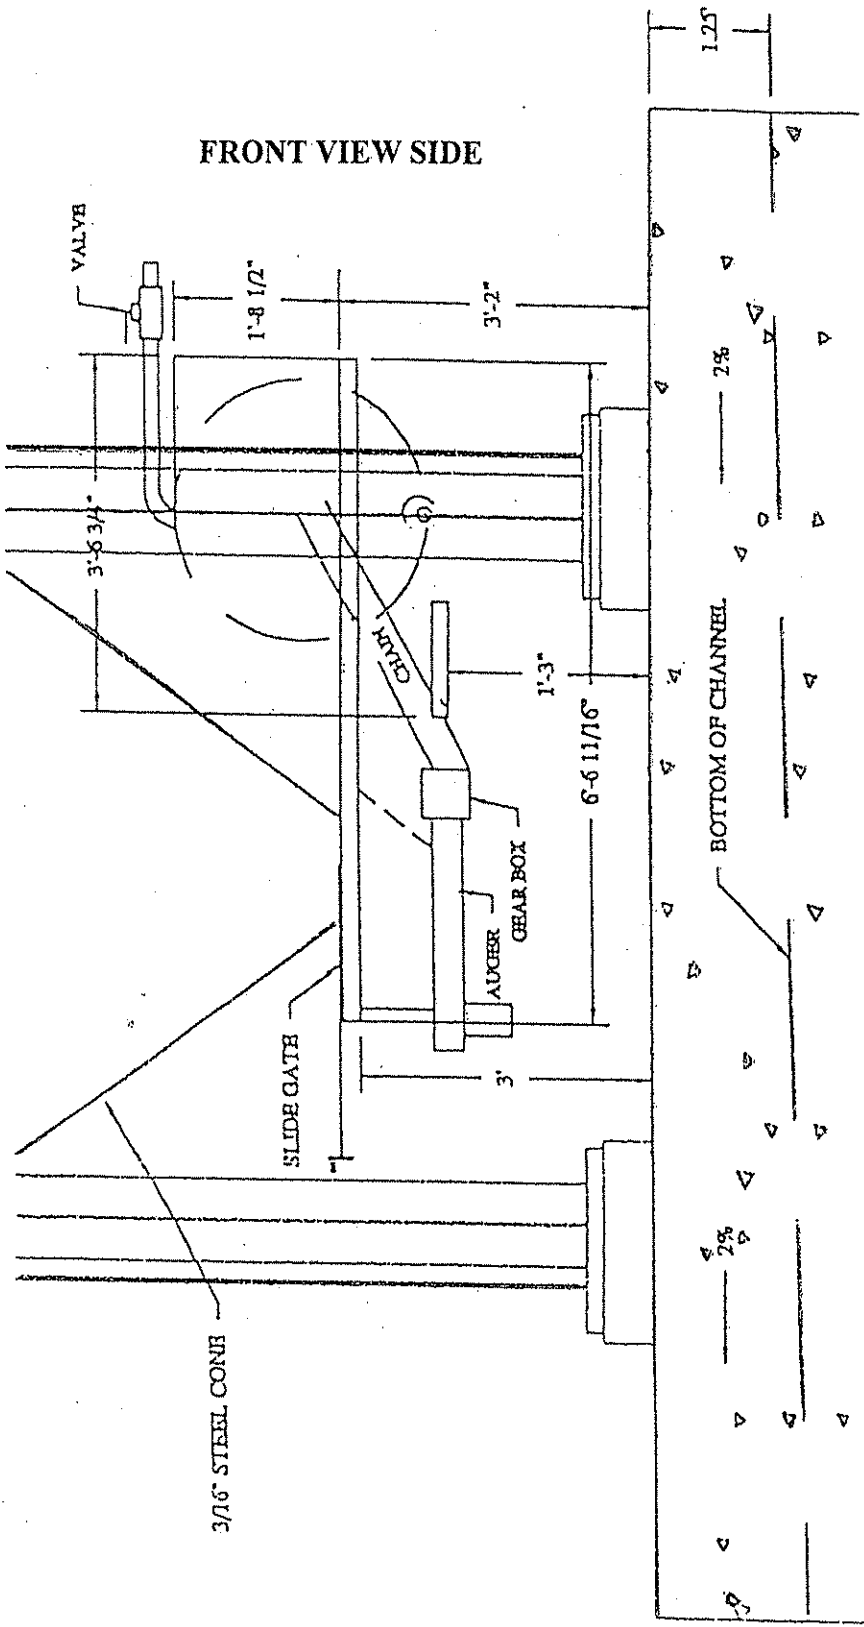 FRONT VIEW SIDE
VALVE
1'-8 1/2"
3'-2"
1.25'
3'-6 3/4"
CHAIN
1'-3"
6'-6 11/16"
2%
GEAR BOX
AUGER
BOTTOM OF CHANNEL
SLIDE GATE
3'
2%
3/16" STEEL CONE